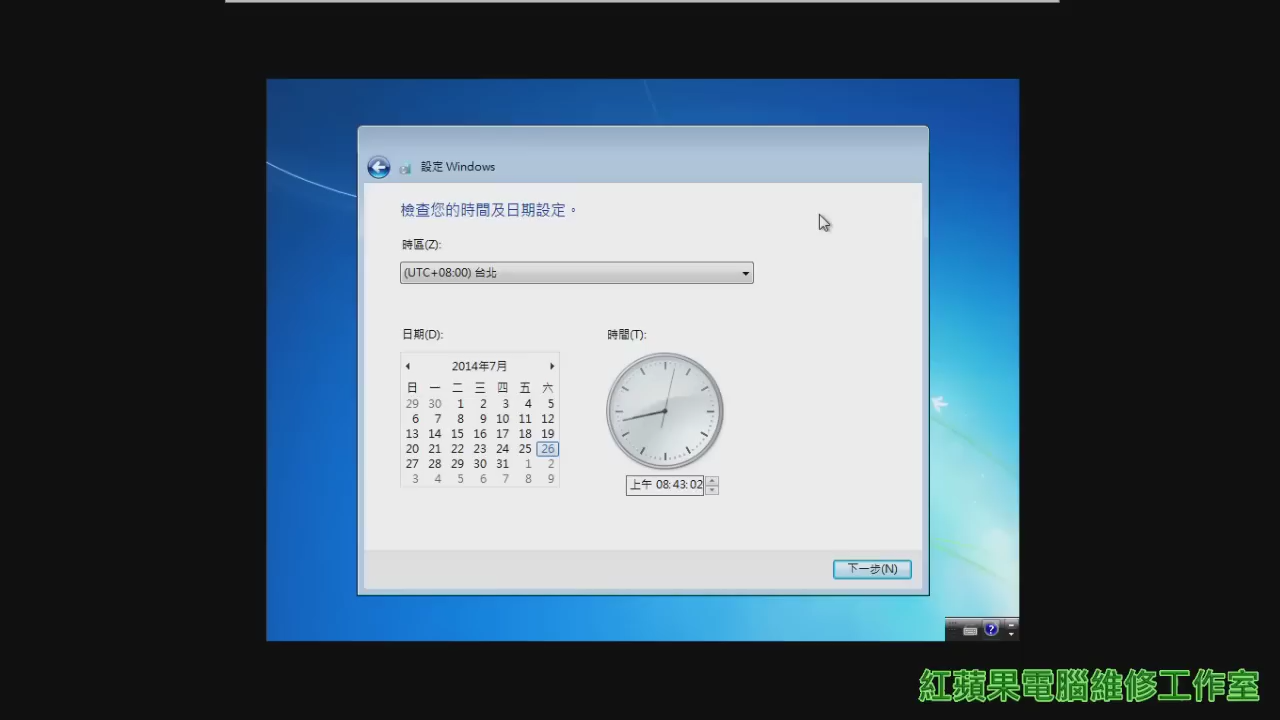 設定 Windows
檢查您的時間及日期設定。
時區(Z):
(UTC+08:00) 台北
日期(D):
時間(T):
2014年7月
日 一 二 三 四 五 六
29 30 1 2 3 4 5
6 7 8 9 10 11 12
13 14 15 16 17 18 19
20 21 22 23 24 25 26
27 28 29 30 31 1 2
3 4 5 6 7 8 9
上午 08:43:02
下一步(N)
紅蘋果電腦維修工作室